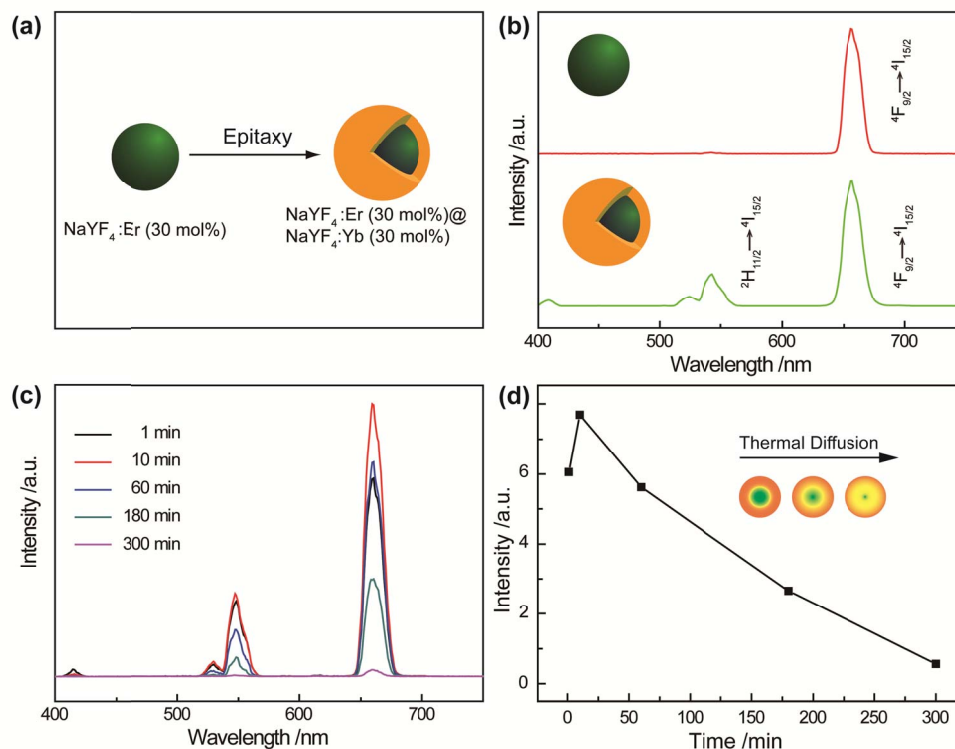 (a)
Epitaxy
NaYF₄:Er (30 mol%)
NaYF₄:Er (30 mol%)@
NaYF₄:Yb (30 mol%)
(b)
Intensity /a.u.
⁴F₉/₂→⁴I₁₅/₂
²H₁₁/₂→⁴I₁₅/₂
⁴F₉/₂→⁴I₁₅/₂
400 500 600 700
Wavelength /nm
(c)
1 min
10 min
60 min
180 min
300 min
Intensity /a.u.
400 500 600 700
Wavelength /nm
(d)
8
6
4
2
0
Intensity /a.u.
Thermal Diffusion
0 50 100 150 200 250 300
Time /min